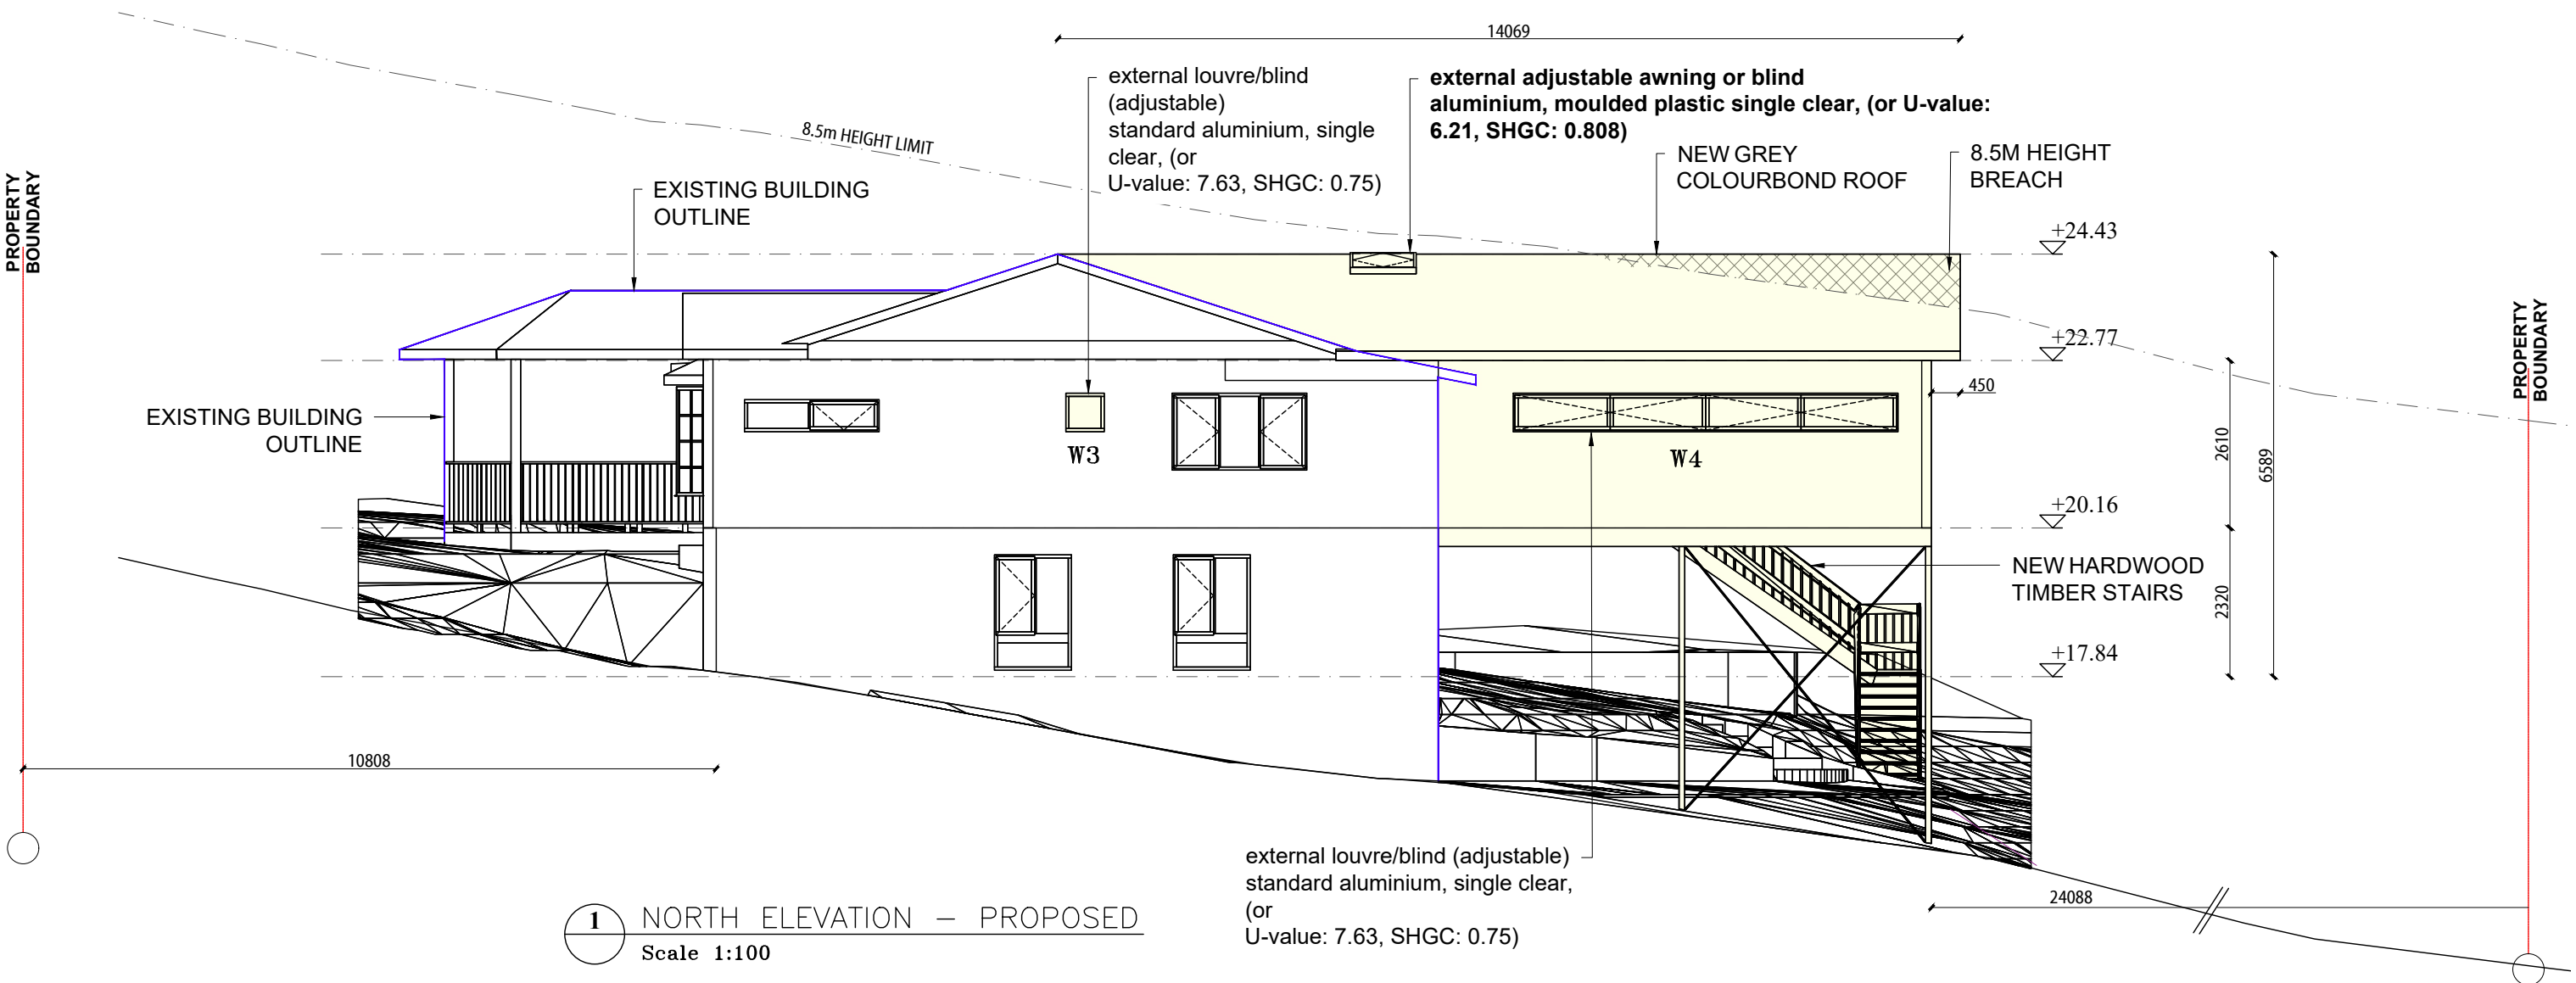 14069
external louvre/blind
(adjustable)
standard aluminium, single
clear, (or
U-value: 7.63, SHGC: 0.75)
external adjustable awning or blind
aluminium, moulded plastic single clear, (or U-value:
6.21, SHGC: 0.808)
8.5m HEIGHT LIMIT
NEW GREY
COLOURBOND ROOF
8.5M HEIGHT
BREACH
PROPERTY
BOUNDARY
EXISTING BUILDING
OUTLINE
+24.43
+22.77
PROPERTY
BOUNDARY
450
EXISTING BUILDING
OUTLINE
W3
W4
2610
6589
+20.16
NEW HARDWOOD
TIMBER STAIRS
2320
+17.84
10808
external louvre/blind (adjustable)
standard aluminium, single clear,
(or
U-value: 7.63, SHGC: 0.75)
24088
1
NORTH ELEVATION – PROPOSED
Scale 1:100